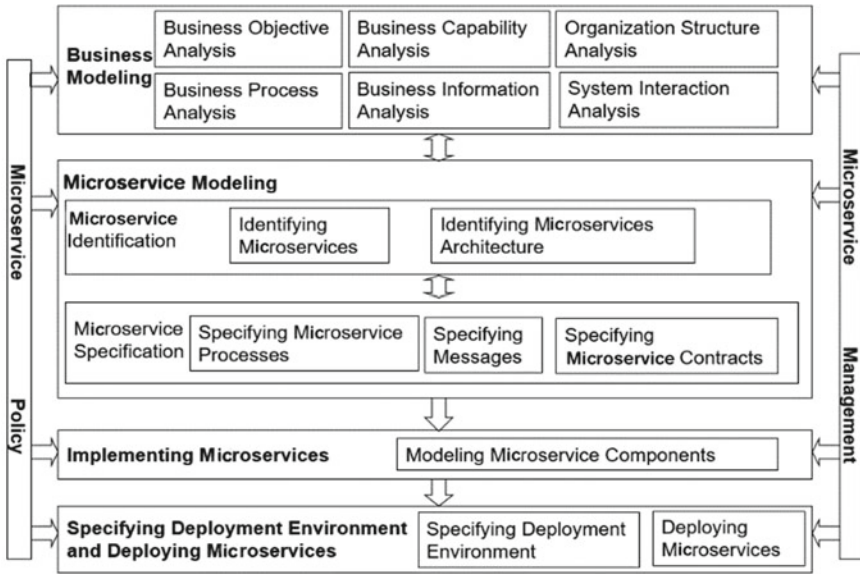 Business
Modeling
Business Objective
Analysis
Business Capability
Analysis
Organization Structure
Analysis
Business Process
Analysis
Business Information
Analysis
System Interaction
Analysis
Microservice
Policy
Microservice
Management
Microservice Modeling
Microservice
Identification
Identifying
Microservices
Identifying Microservices
Architecture
Microservice
Specification
Specifying Microservice
Processes
Specifying
Messages
Specifying
Microservice Contracts
Implementing Microservices
Modeling Microservice Components
Specifying Deployment Environment
and Deploying Microservices
Specifying Deployment
Environment
Deploying
Microservices